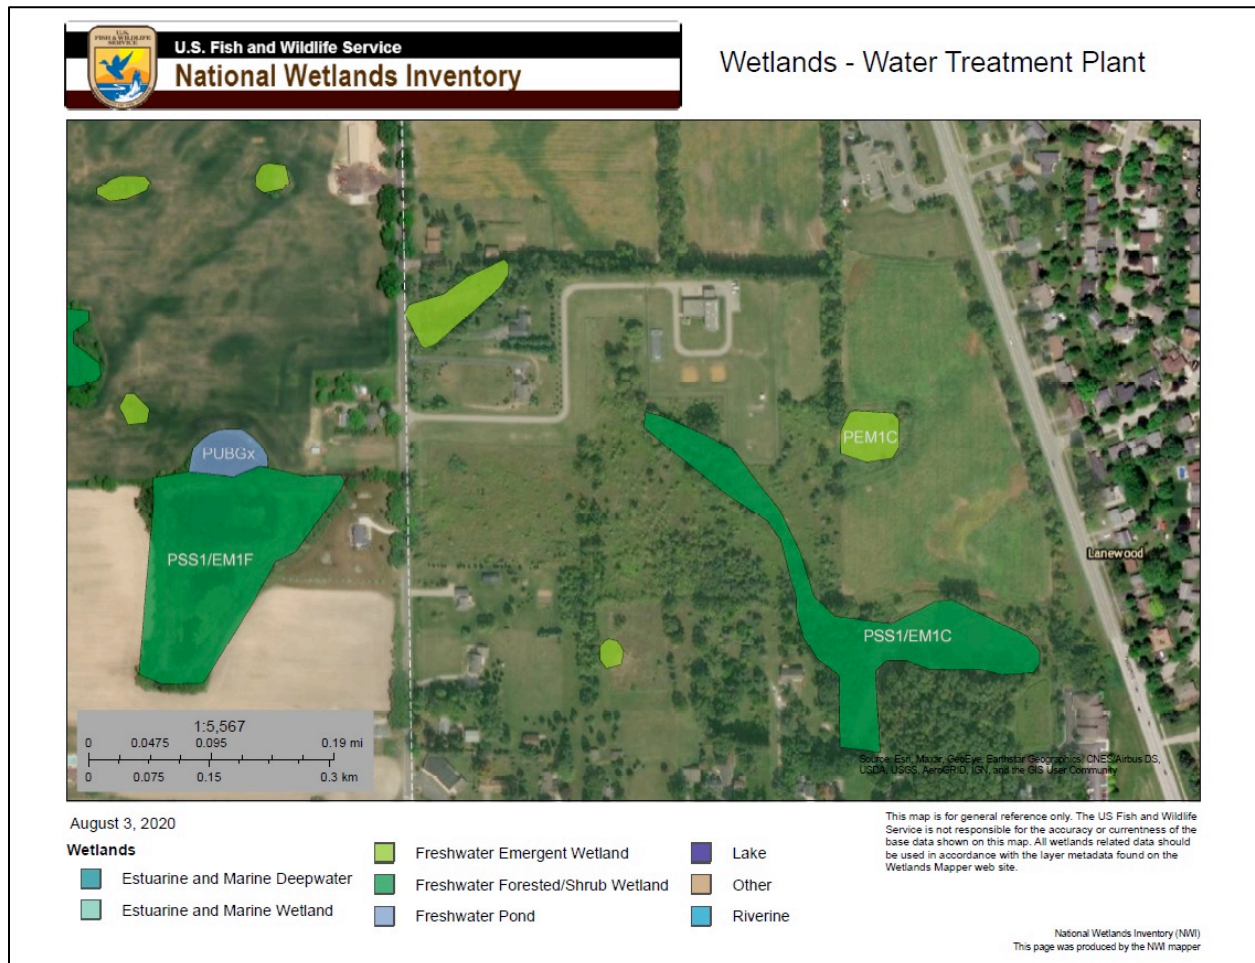 U.S.
FISH & WILDLIFE
SERVICE
U.S. Fish and Wildlife Service
National Wetlands Inventory
Wetlands - Water Treatment Plant
PUBGx
PEM1C
PSS1/EM1F
Lanewood
PSS1/EM1C
1:5,567
0 0.0475 0.095 0.19 mi
0 0.075 0.15 0.3 km
Source: Esri, Maxar, GeoEye, Earthstar Geographics, CNES/Airbus DS,
USDA, USGS, AeroGRID, IGN, and the GIS User Community
August 3, 2020
Wetlands
Estuarine and Marine Deepwater
Estuarine and Marine Wetland
Freshwater Emergent Wetland
Freshwater Forested/Shrub Wetland
Freshwater Pond
Lake
Other
Riverine
This map is for general reference only. The US Fish and Wildlife
Service is not responsible for the accuracy or currentness of the
base data shown on this map. All wetlands related data should
be used in accordance with the layer metadata found on the
Wetlands Mapper web site.
National Wetlands Inventory (NWI)
This page was produced by the NWI mapper